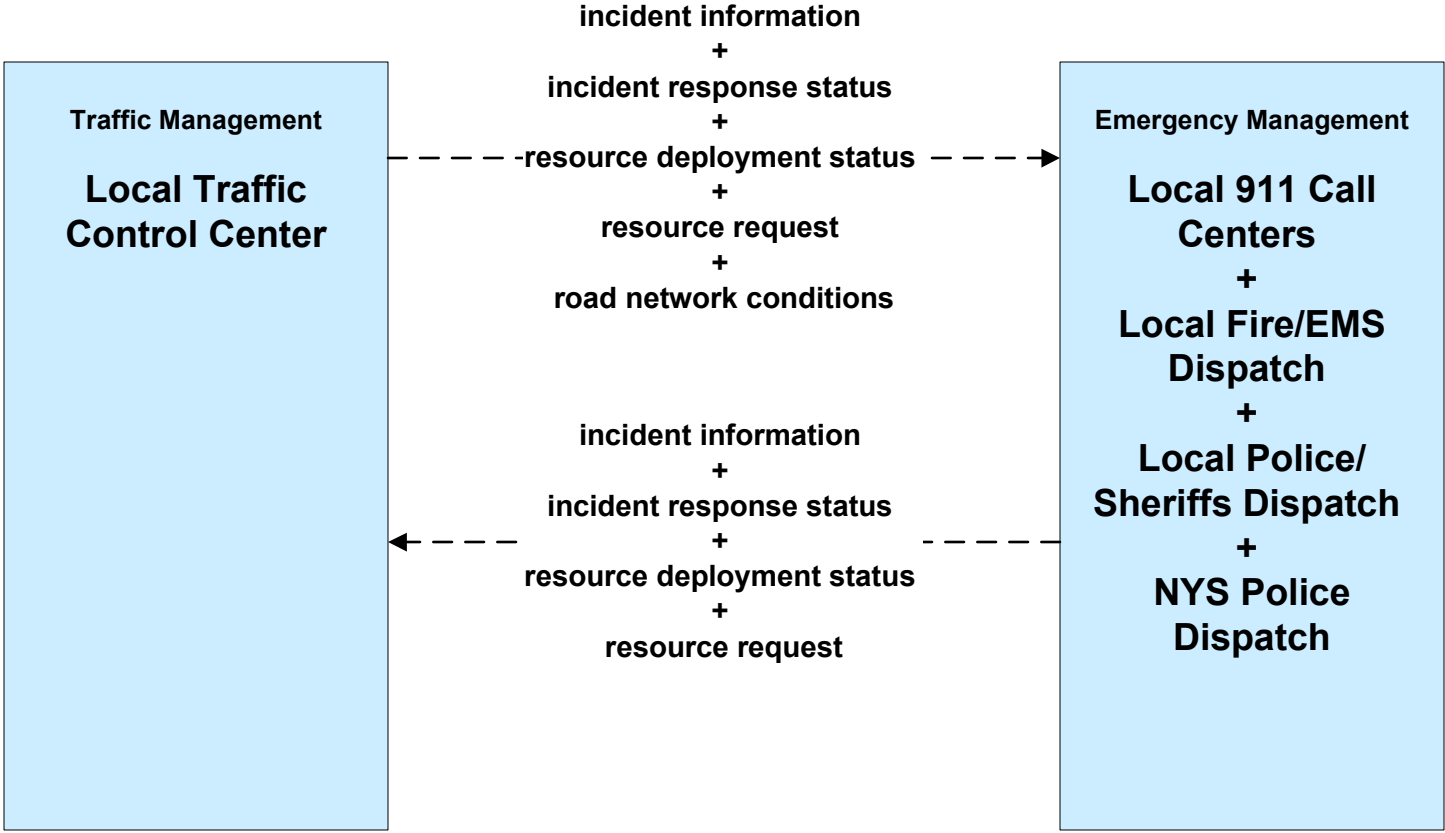 Traffic Management
Local Traffic
Control Center
incident information
+
incident response status
+
resource deployment status
+
resource request
+
road network conditions
incident information
+
incident response status
+
resource deployment status
+
resource request
Emergency Management
Local 911 Call
Centers
+
Local Fire/EMS
Dispatch
+
Local Police/
Sheriffs Dispatch
+
NYS Police
Dispatch